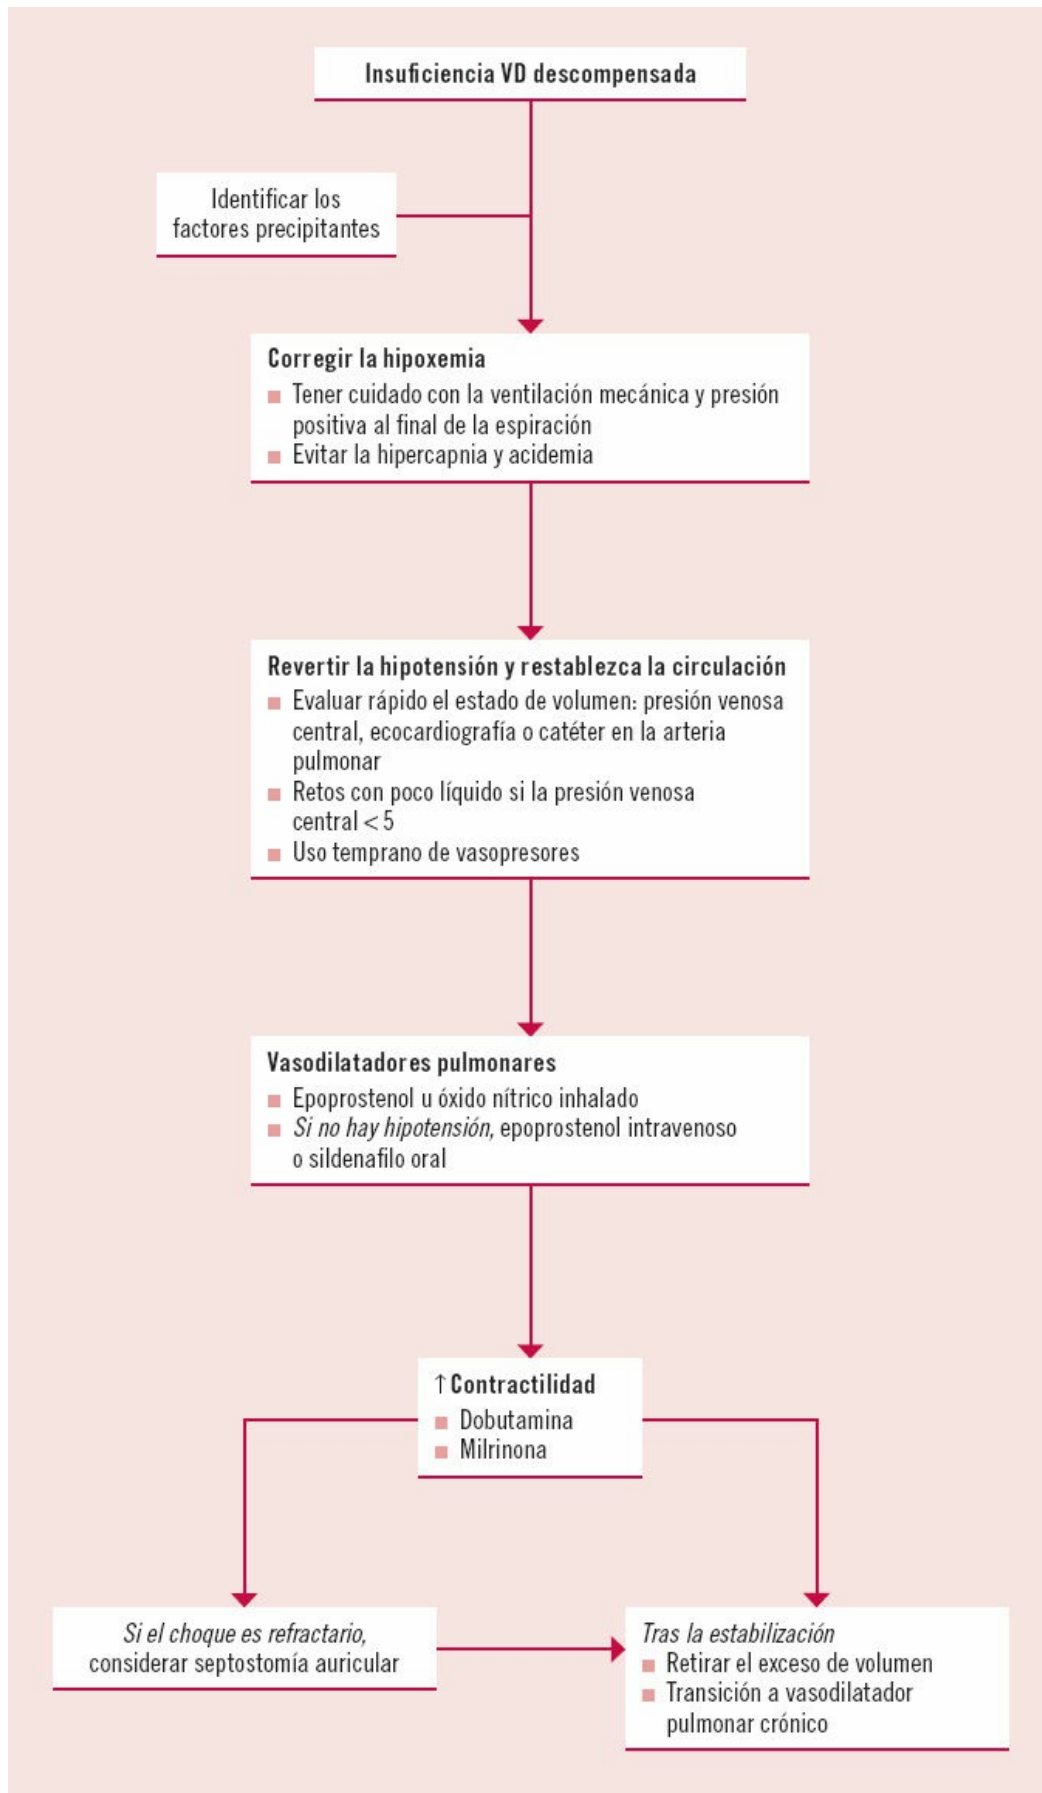 Insuficiencia VD descompensada
Identificar los
factores precipitantes
Corregir la hipoxemia
Tener cuidado con la ventilación mecánica y presión
positiva al final de la espiración
Evitar la hipercapnia y acidemia
Revertir la hipotensión y restablezca la circulación
Evaluar rápido el estado de volumen: presión venosa
central, ecocardiografía o catéter en la arteria
pulmonar
Retos con poco líquido si la presión venosa
central < 5
Uso temprano de vasopresores
Vasodilatadores pulmonares
Epoprostenol u óxido nítrico inhalado
Si no hay hipotensión, epoprostenol intravenoso
o sildenafilo oral
↑ Contractilidad
Dobutamina
Milrinona
Si el choque es refractario,
considerar septostomía auricular
Tras la estabilización
Retirar el exceso de volumen
Transición a vasodilatador
pulmonar crónico